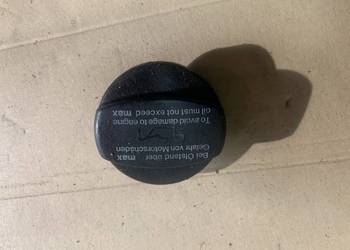 Bei Ölstand über max
Gefahr von Motorschäden
To avoid damage to engine
oil must not exceed max